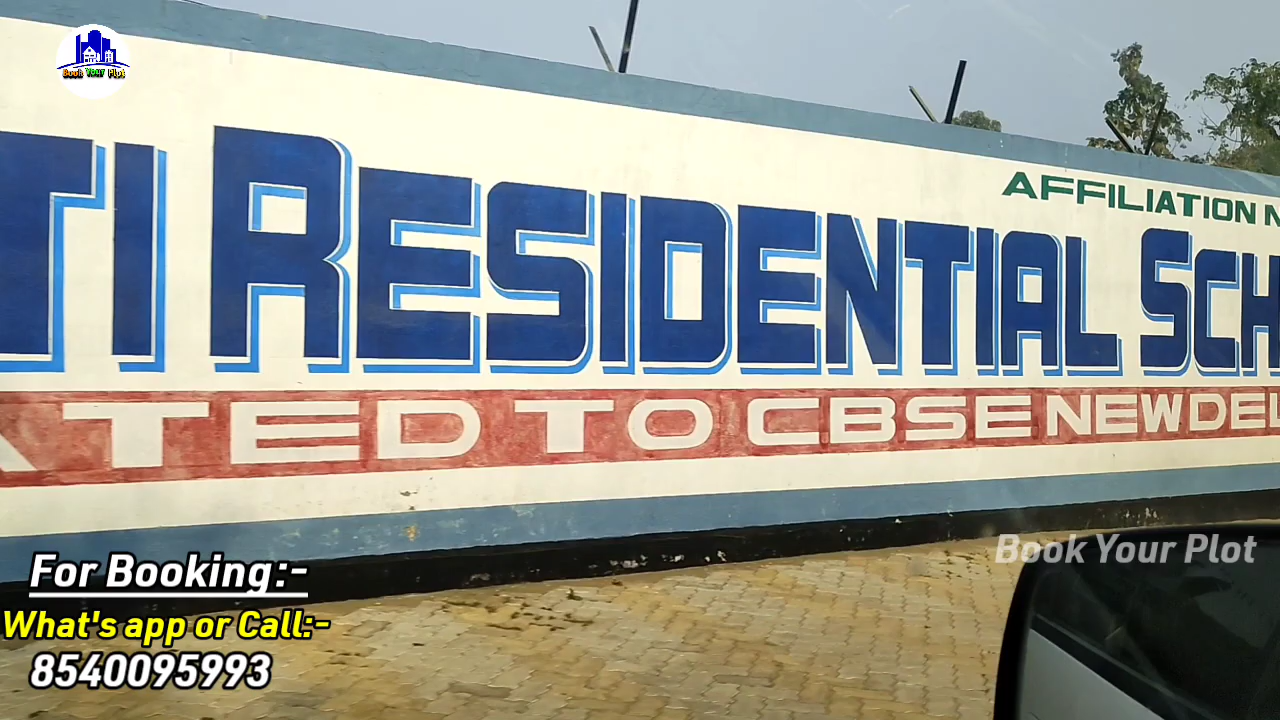 Book Your Plot
AFFILIATION N
TI RESIDENTIAL SCH
ATED TO CBSE NEW DEL
Book Your Plot
For Booking:-
What's app or Call:-
8540095993